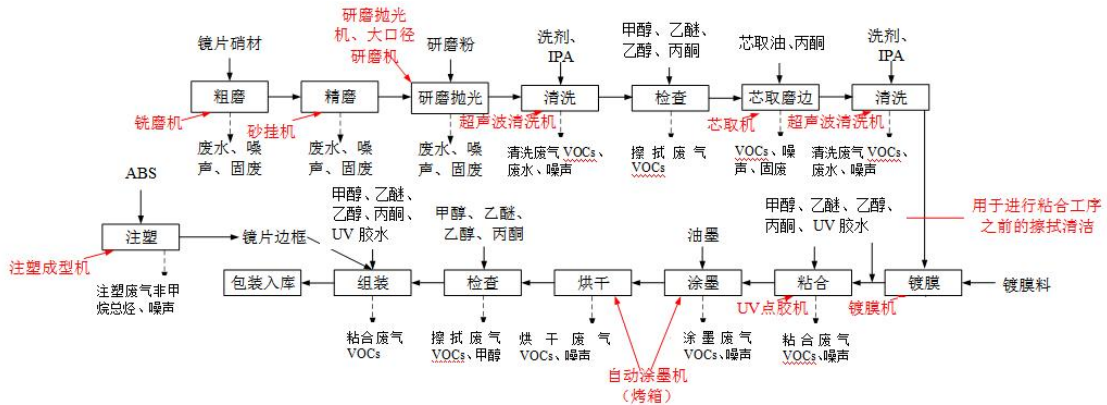 研磨抛光
机、大口径
研磨机
镜片硝材
研磨粉
洗剂、
IPA
甲醇、乙醚、
乙醇、丙酮
芯取油、丙酮
洗剂、
IPA
粗磨
精磨
研磨抛光
清洗
检查
芯取磨边
清洗
铣磨机
砂挂机
超声波清洗机
芯取机
超声波清洗机
废水、噪
声、固废
废水、噪
声、固废
废水、噪
声、固废
清洗废气VOCs、
废水、噪声
擦拭废气
VOCs
VOCs、噪
声、固废
清洗废气VOCs、
废水、噪声
ABS
甲醇、乙醚、
乙醇、丙酮、
UV 胶水
甲醇、乙醚、
乙醇、丙酮
油墨
甲醇、乙醚、乙醇、
丙酮、UV 胶水
用于进行粘合工序
之前的擦拭清洁
注塑
镜片边框
注塑成型机
包装入库
组装
检查
烘干
涂墨
粘合
镀膜
镀膜料
UV点胶机
镀膜机
注塑废气非甲
烷总烃、噪声
粘合废气
VOCs
擦拭废气
VOCs、甲醇
烘干废气
VOCs、噪声
涂墨废气
VOCs、噪声
粘合废气
VOCs、噪声
自动涂墨机
（烤箱）